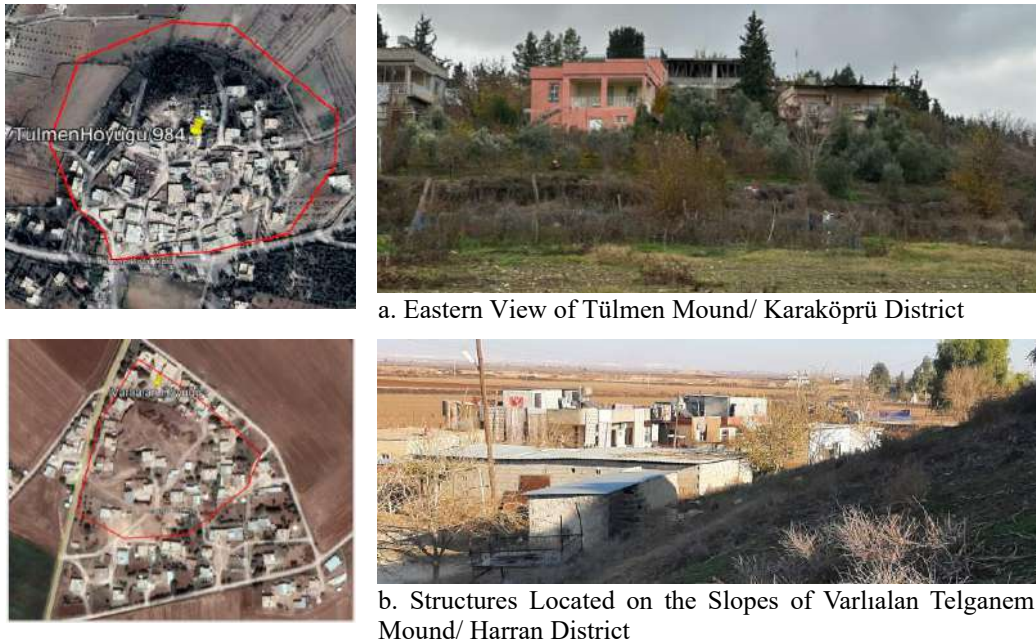 TulmenHoyugu 984
a. Eastern View of Tülmen Mound/ Karaköprü District
b. Structures Located on the Slopes of Varlıalan Telganem
Mound/ Harran District